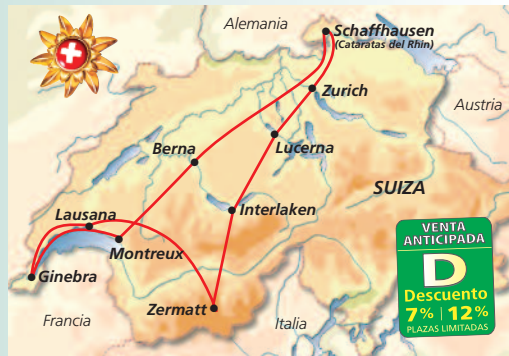 Alemania
Schaffhausen
(Cataratas del Rhin)
Zurich
Austria
Berna
Lucerna
SUIZA
Lausana
Interlaken
Montreux
Ginebra
Zermatt
Francia
Italia
VENTA
ANTICIPADA
D
Descuento
7% | 12%
PLAZAS LIMITADAS